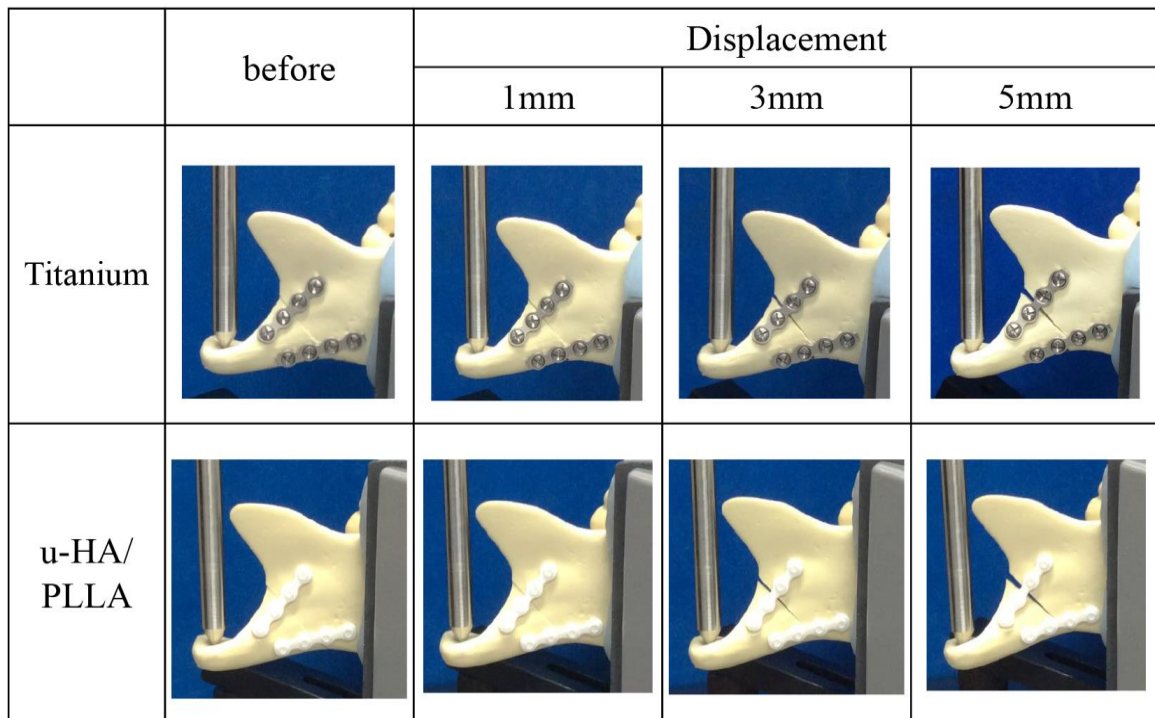 before
Displacement
1mm
3mm
5mm
Titanium
u-HA/
PLLA